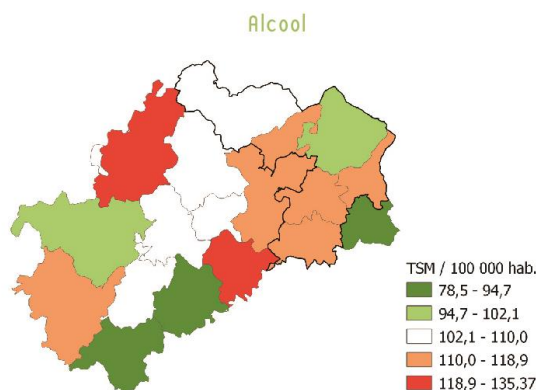 Alcool
TSM / 100 000 hab.
78,5 - 94,7
94,7 - 102,1
102,1 - 110,0
110,0 - 118,9
118,9 - 135,37